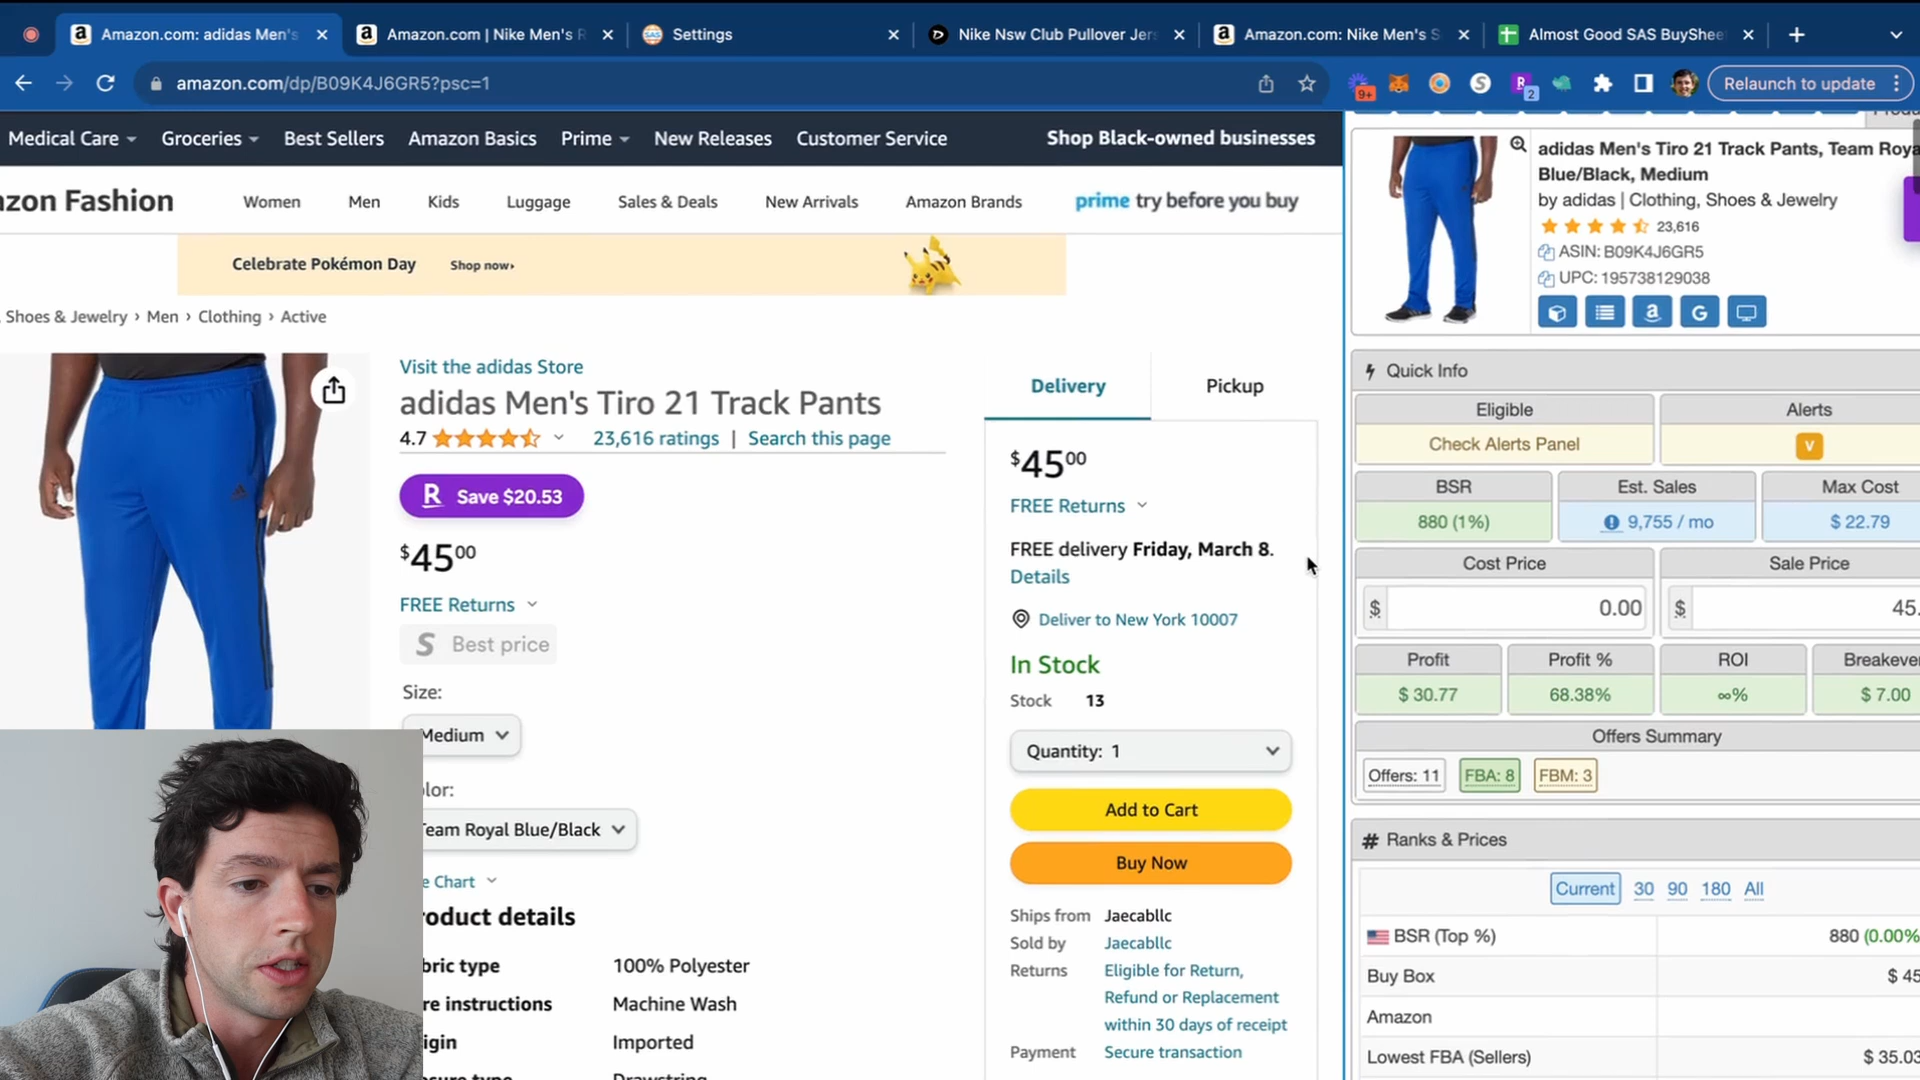 Amazon.com: adidas Men's
Amazon.com | Nike Men's R
SAS
Settings
Nike Nsw Club Pullover Jer
Amazon.com: Nike Men's S
Almost Good SAS BuyShee
amazon.com/dp/B09K4J6GR5?psc=1
9+
2
Relaunch to update
Medical Care
Groceries
Best Sellers
Amazon Basics
Prime
New Releases
Customer Service
Shop Black-owned businesses
azon Fashion
Women
Men
Kids
Luggage
Sales & Deals
New Arrivals
Amazon Brands
prime try before you buy
Celebrate Pokémon Day
Shop now›
Shoes & Jewelry › Men › Clothing › Active
Visit the adidas Store
adidas Men's Tiro 21 Track Pants
4.7
23,616 ratings | Search this page
R Save $20.53
$45 00
FREE Returns
S Best price
Size:
Medium
olor:
Team Royal Blue/Black
e Chart
roduct details
bric type 100% Polyester
re instructions Machine Wash
igin Imported
Drawstring
Delivery
Pickup
$45 00
FREE Returns
FREE delivery Friday, March 8.
Details
Deliver to New York 10007
In Stock
Stock 13
Quantity: 1
Add to Cart
Buy Now
Ships from Jaecabllc
Sold by Jaecabllc
Returns Eligible for Return,
Refund or Replacement
within 30 days of receipt
Payment Secure transaction
adidas Men's Tiro 21 Track Pants, Team Roya
Blue/Black, Medium
by adidas | Clothing, Shoes & Jewelry
23,616
ASIN: B09K4J6GR5
UPC: 195738129038
Quick Info
Eligible
Alerts
Check Alerts Panel
V
BSR
Est. Sales
Max Cost
880 (1%)
9,755 / mo
$ 22.79
Cost Price
Sale Price
$ 0.00
$ 45.
Profit
Profit %
ROI
Breakeve
$ 30.77
68.38%
∞%
$ 7.00
Offers Summary
Offers: 11
FBA: 8
FBM: 3
# Ranks & Prices
Current 30 90 180 All
BSR (Top %) 880 (0.00%
Buy Box $ 45
Amazon
Lowest FBA (Sellers) $ 35.03